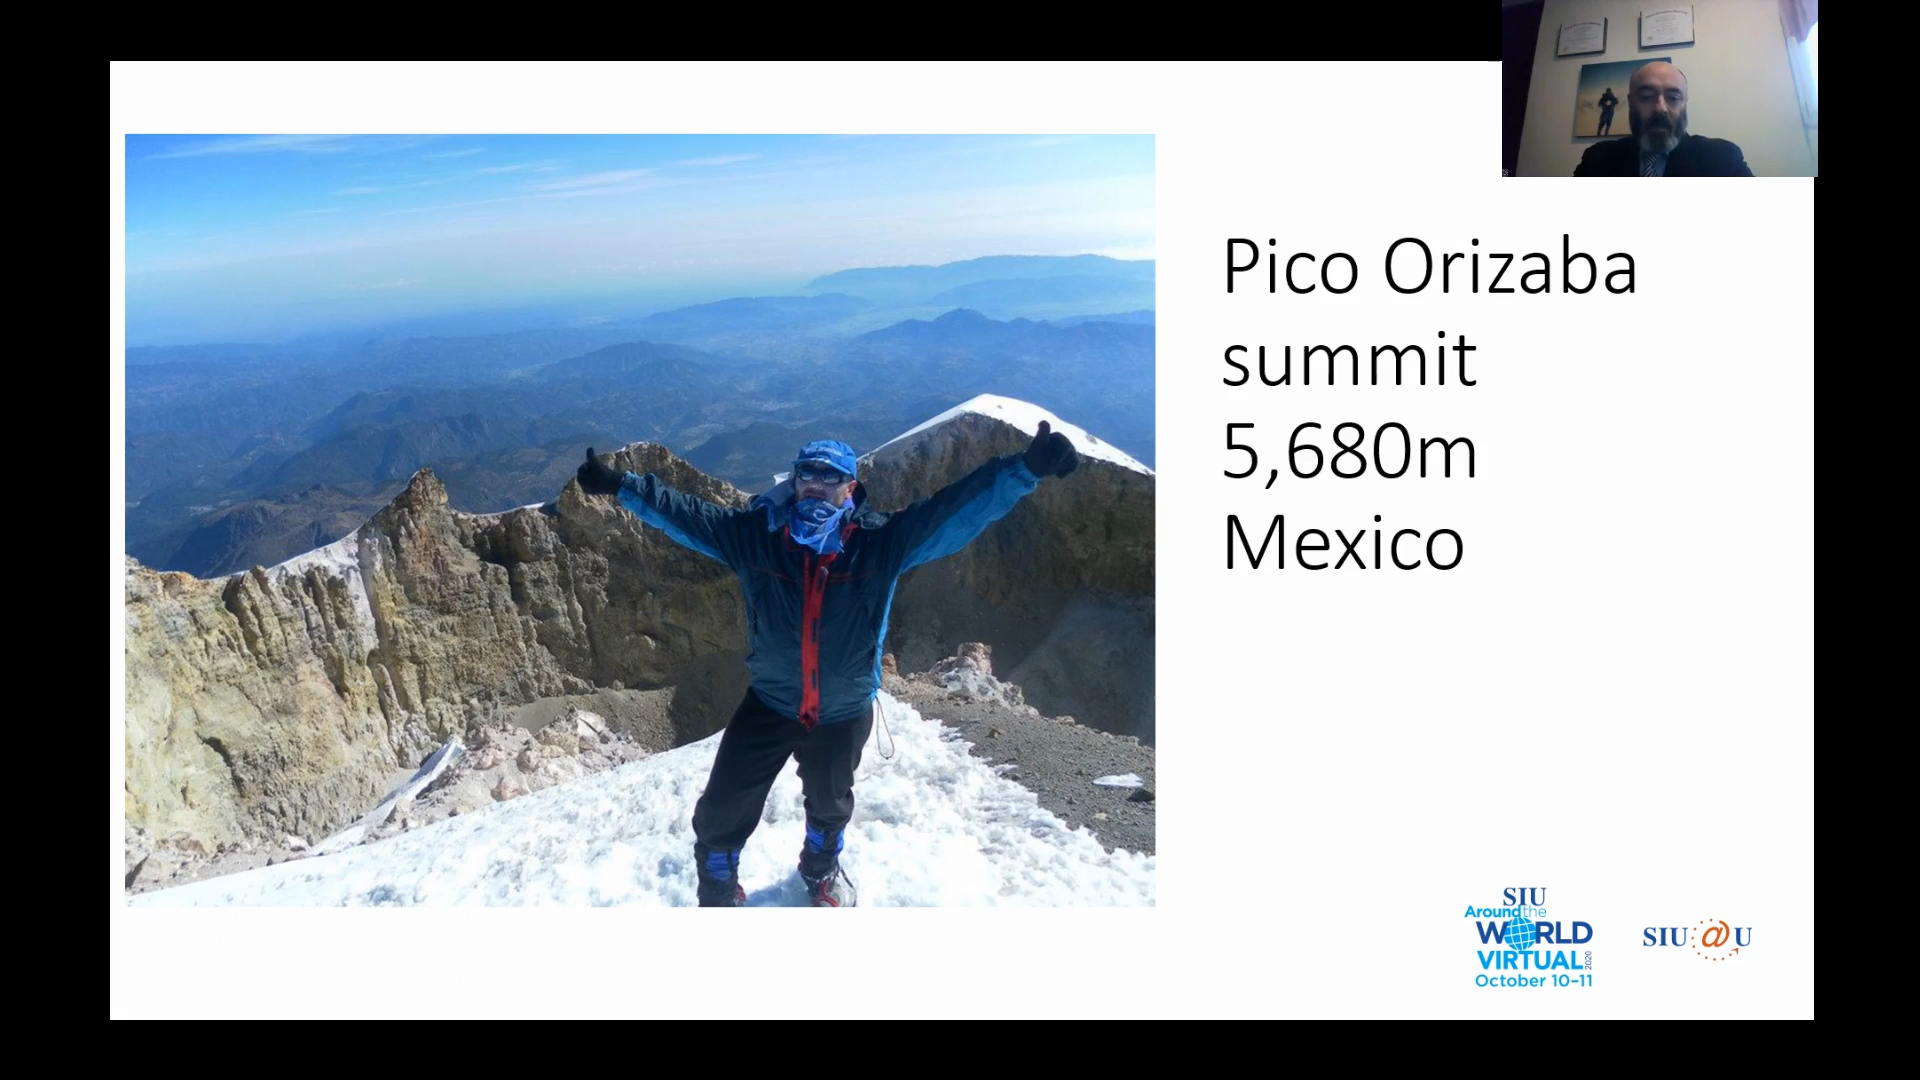 Pico Orizaba
summit
5,680m
Mexico
SIU
Around the
WORLD
VIRTUAL 2020
October 10-11
SIU@U